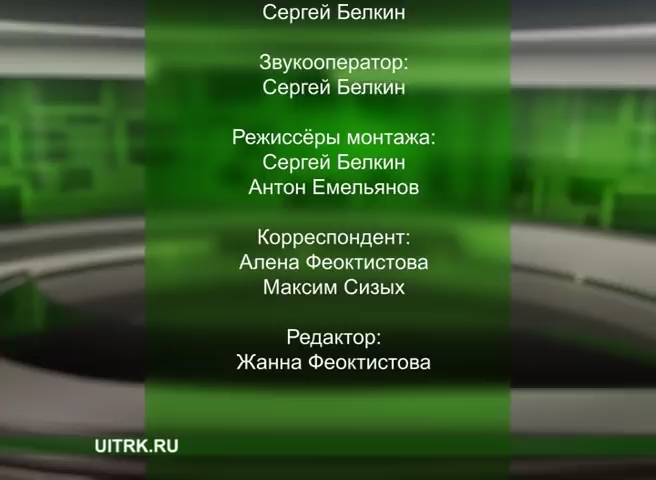 Сергей Белкин
Звукооператор:
Сергей Белкин
Режиссёры монтажа:
Сергей Белкин
Антон Емельянов
Корреспондент:
Алена Феоктистова
Максим Сизых
Редактор:
Жанна Феоктистова
UITRK.RU